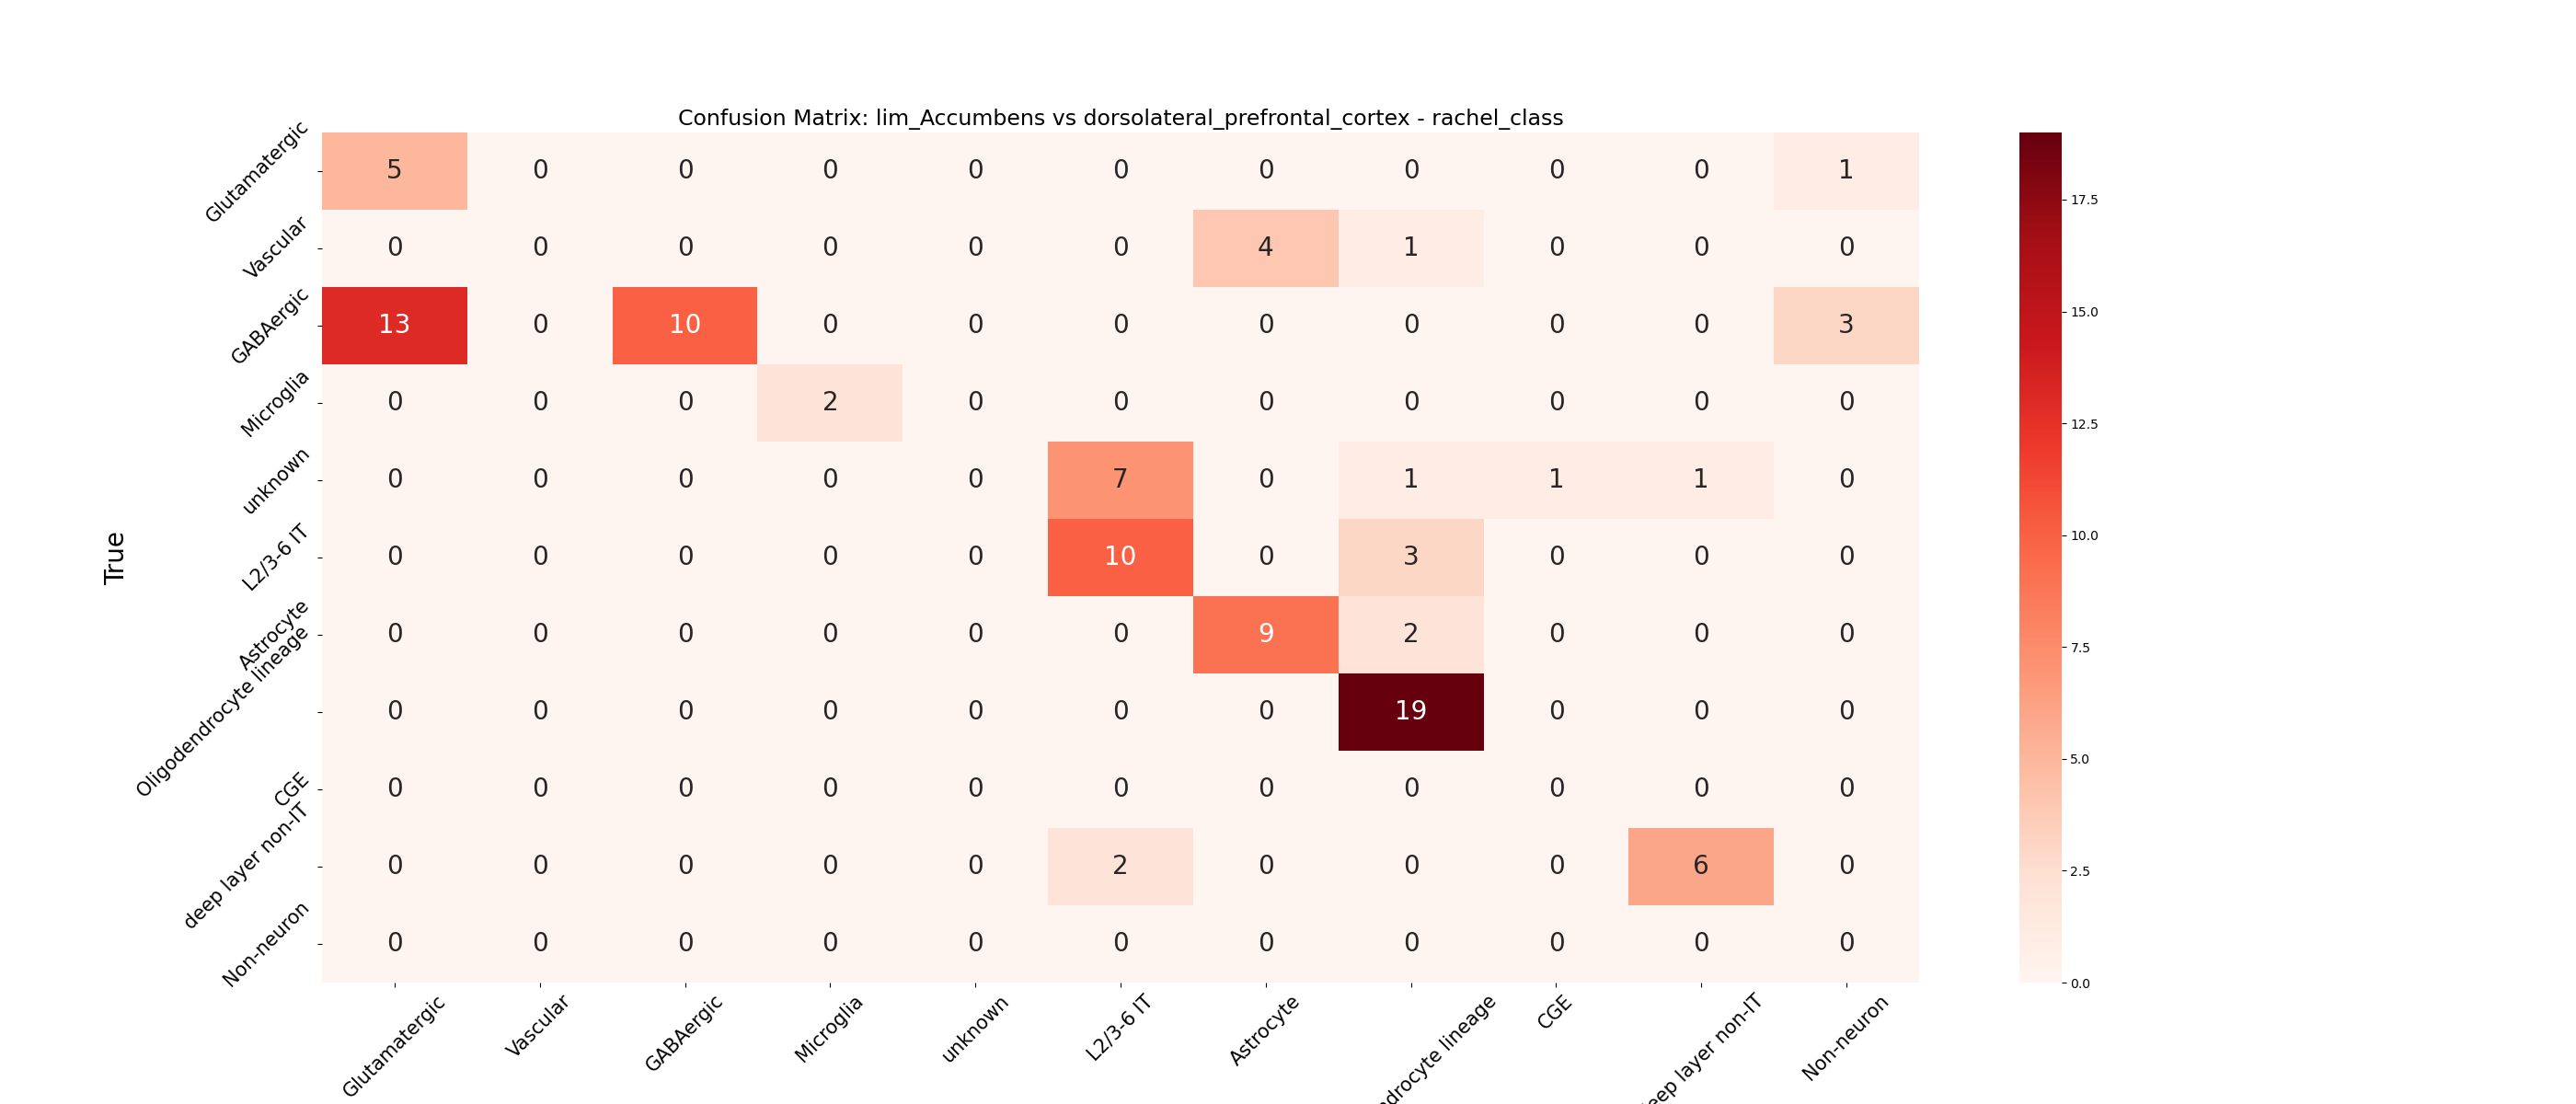 Confusion Matrix: lim_Accumbens vs dorsolateral_prefrontal_cortex - rachel_class
True
Glutamatergic 5 0 0 0 0 0 0 0 0 0 1
Vascular 0 0 0 0 0 0 4 1 0 0 0
GABAergic 13 0 10 0 0 0 0 0 0 0 3
Microglia 0 0 0 2 0 0 0 0 0 0 0
unknown 0 0 0 0 0 7 0 1 1 1 0
L2/3-6 IT 0 0 0 0 0 10 0 3 0 0 0
Astrocyte 0 0 0 0 0 0 9 2 0 0 0
Oligodendrocyte lineage 0 0 0 0 0 0 0 19 0 0 0
CGE 0 0 0 0 0 0 0 0 0 0 0
deep layer non-IT 0 0 0 0 0 2 0 0 0 6 0
Non-neuron 0 0 0 0 0 0 0 0 0 0 0
Glutamatergic Vascular GABAergic Microglia unknown L2/3-6 IT Astrocyte ndrocyte lineage CGE eep layer non-IT Non-neuron
17.5
15.0
12.5
10.0
7.5
5.0
2.5
0.0